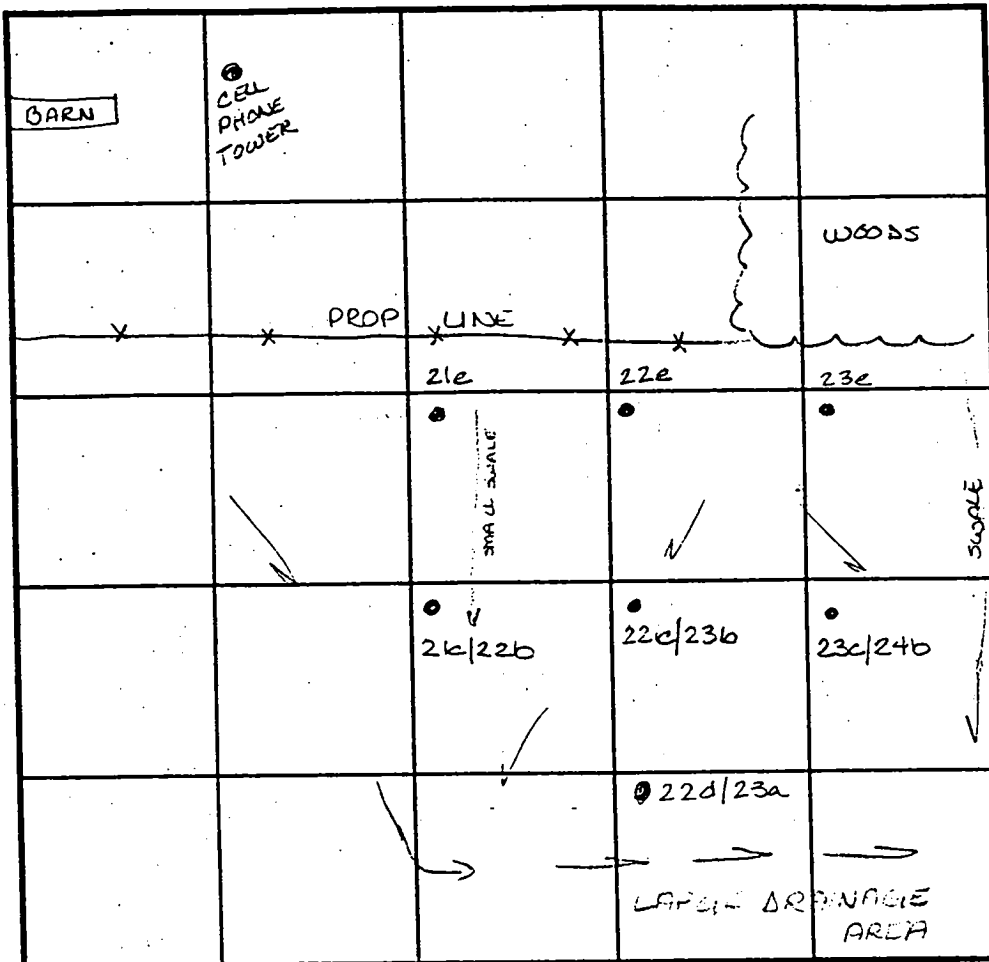 BARN
CELL
PHONE
TOWER
WOODS
PROP LINE
21e
22e
23e
SMALL SWALE
SWALE
21c/22b
22c/23b
23c/24b
22d/23a
LARGE DRAINAGE
AREA